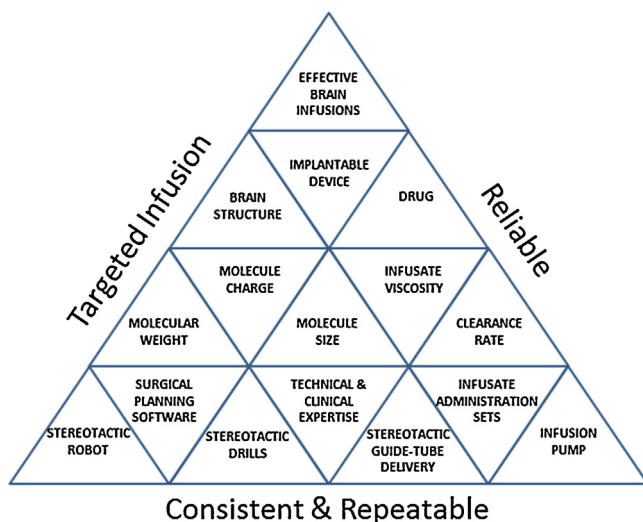 EFFECTIVE
BRAIN
INFUSIONS
IMPLANTABLE
DEVICE
BRAIN
STRUCTURE
DRUG
Targeted Infusion
Reliable
MOLECULE
CHARGE
INFUSATE
VISCOSITY
MOLECULAR
WEIGHT
MOLECULE
SIZE
CLEARANCE
RATE
SURGICAL
PLANNING
SOFTWARE
TECHNICAL &
CLINICAL
EXPERTISE
INFUSATE
ADMINISTRATION
SETS
STEREOTACTIC
ROBOT
STEREOTACTIC
DRILLS
STEREOTACTIC
GUIDE-TUBE
DELIVERY
INFUSION
PUMP
Consistent & Repeatable